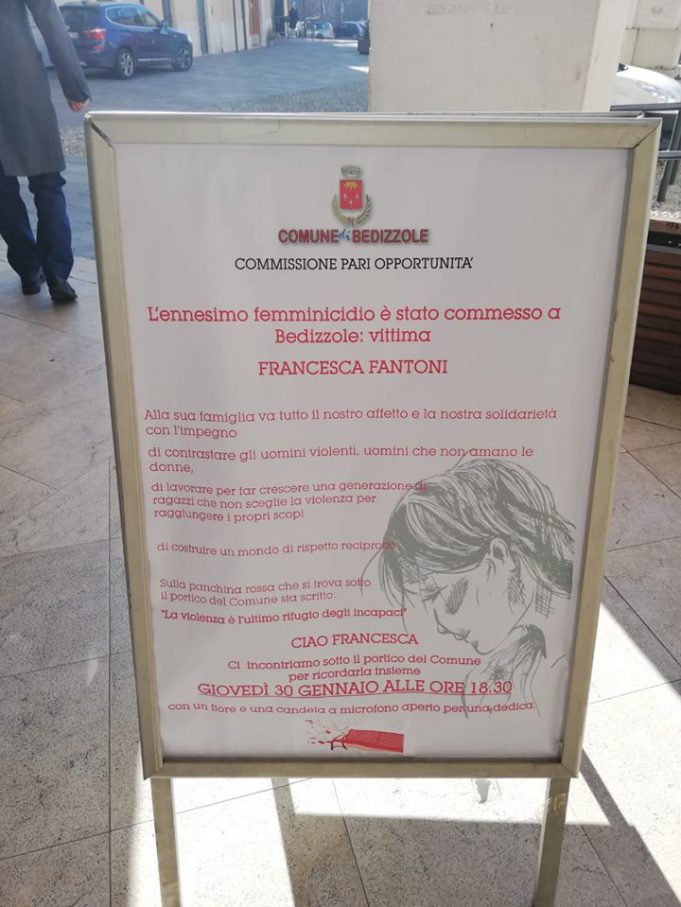 COMUNE di BEDIZZOLE
COMMISSIONE PARI OPPORTUNITA'
L'ennesimo femminicidio è stato commesso a
Bedizzole: vittima
FRANCESCA FANTONI
Alla sua famiglia va tutto il nostro affetto e la nostra solidarietà
con l'impegno
di contrastare gli uomini violenti, uomini che non amano le
donne,
di lavorare per far crescere una generazione di
ragazzi che non sceglie la violenza per
raggiungere i propri scopi
di costruire un mondo di rispetto reciproco
Sulla panchina rossa che si trova sotto
il portico del Comune sta scritto:
"La violenza è l'ultimo rifugio degli incapaci"
CIAO FRANCESCA
Ci incontriamo sotto il portico del Comune
per ricordarla insieme
GIOVEDÌ 30 GENNAIO ALLE ORE 18.30
con un fiore e una candela a microfono aperto per una dedica